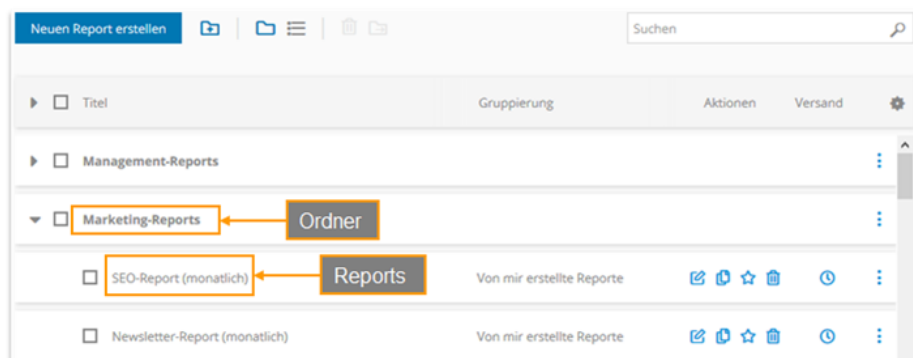 Neuen Report erstellen Suchen
Titel Gruppierung Aktionen Versand
Management-Reports
Marketing-Reports Ordner
SEO-Report (monatlich) Reports Von mir erstellte Reporte
Newsletter-Report (monatlich) Von mir erstellte Reporte